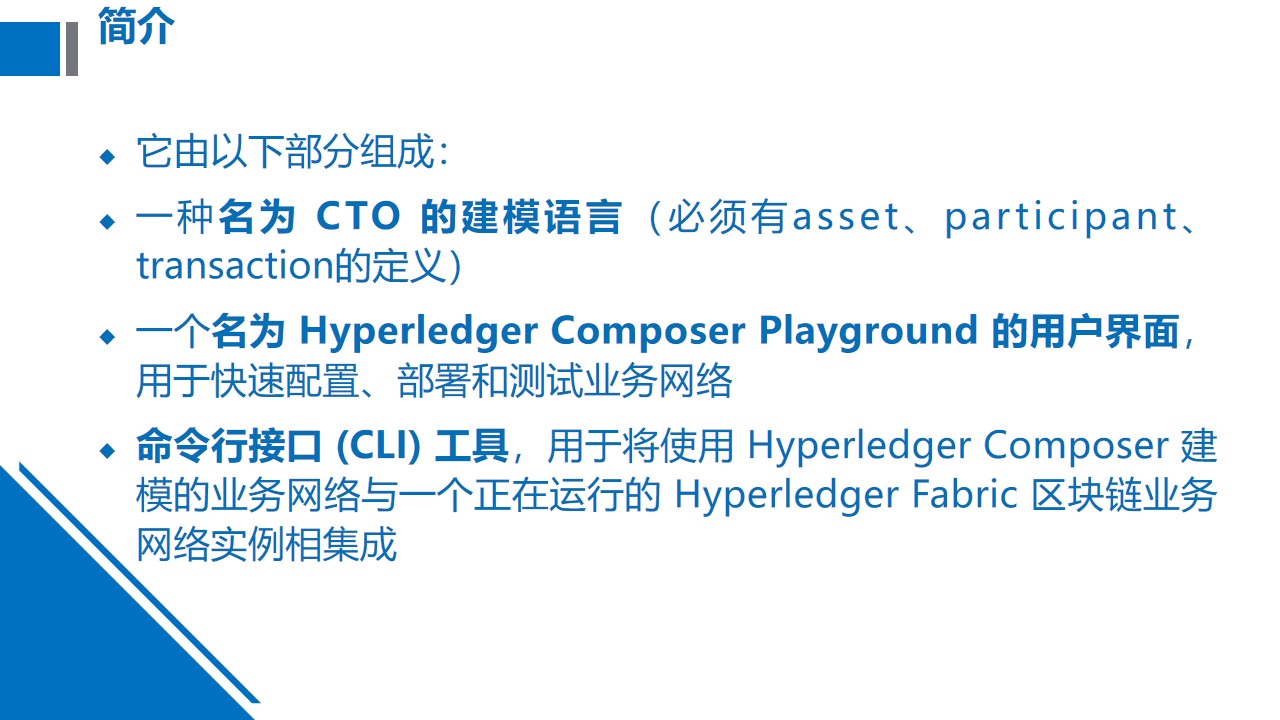 简介
它由以下部分组成：
一种名为 CTO 的建模语言（必须有asset、participant、
transaction的定义）
一个名为 Hyperledger Composer Playground 的用户界面，
用于快速配置、部署和测试业务网络
命令行接口 (CLI) 工具，用于将使用 Hyperledger Composer 建
模的业务网络与一个正在运行的 Hyperledger Fabric 区块链业务
网络实例相集成